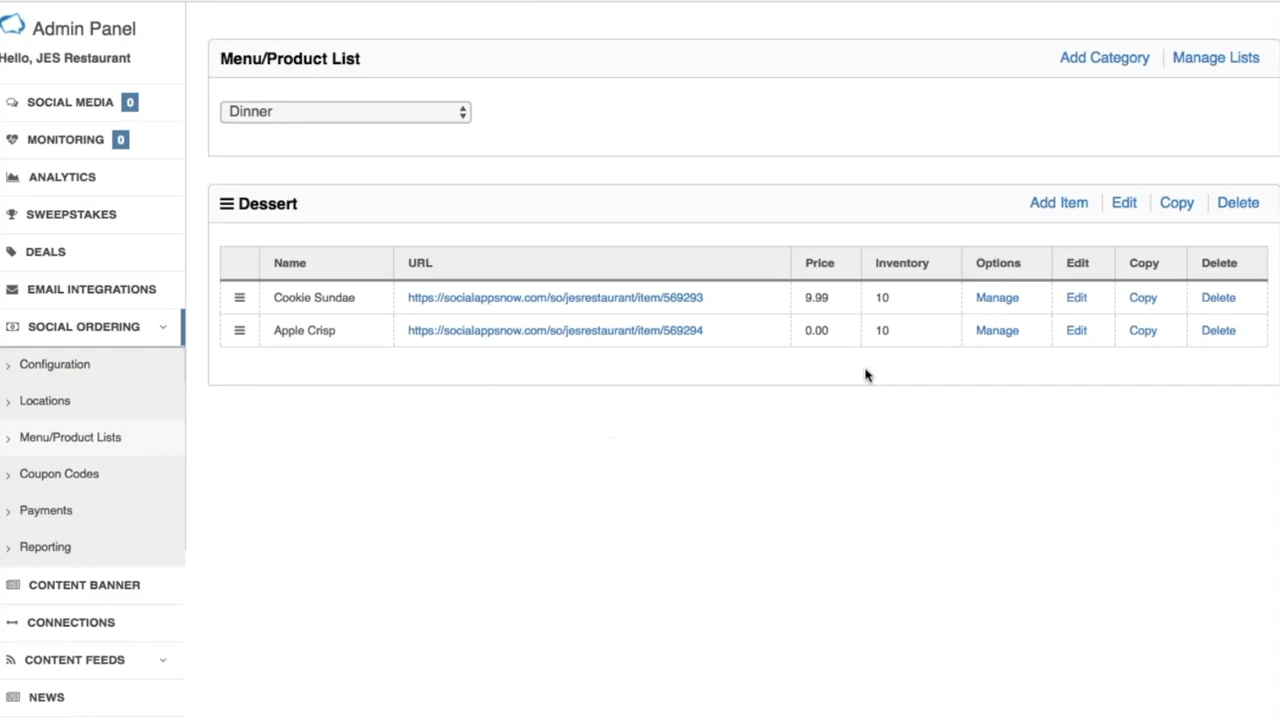 Admin Panel
Hello, JES Restaurant
SOCIAL MEDIA 0
MONITORING 0
ANALYTICS
SWEEPSTAKES
DEALS
EMAIL INTEGRATIONS
SOCIAL ORDERING
Configuration
Locations
Menu/Product Lists
Coupon Codes
Payments
Reporting
CONTENT BANNER
CONNECTIONS
CONTENT FEEDS
NEWS
Menu/Product List Add Category Manage Lists
Dinner
Dessert Add Item Edit Copy Delete
Name URL Price Inventory Options Edit Copy Delete
Cookie Sundae https://socialappsnow.com/so/jesrestaurant/item/569293 9.99 10 Manage Edit Copy Delete
Apple Crisp https://socialappsnow.com/so/jesrestaurant/item/569294 0.00 10 Manage Edit Copy Delete